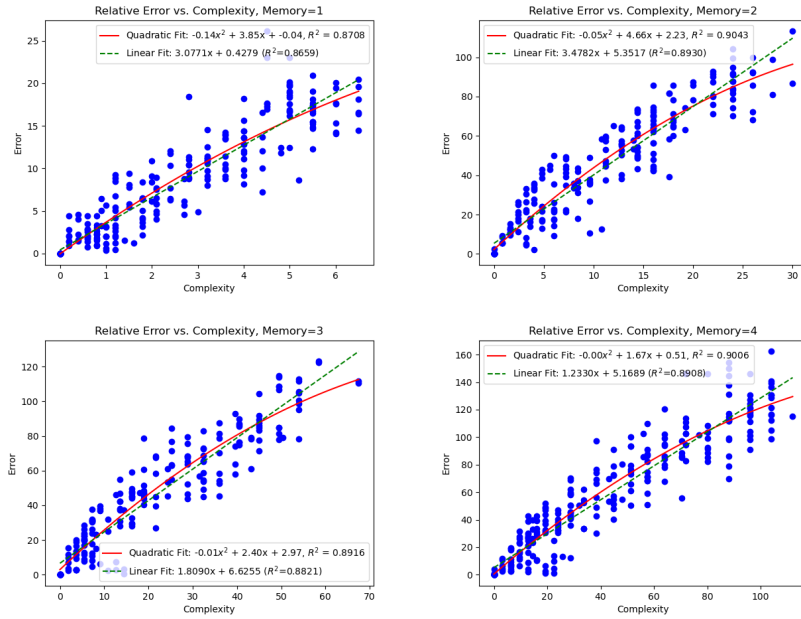 Relative Error vs. Complexity, Memory=1
Quadratic Fit: -0.14x² + 3.85x + -0.04, R² = 0.8708
Linear Fit: 3.0771x + 0.4279 (R²=0.8659)
25
20
15
10
5
0
Error
0 1 2 3 4 5 6
Complexity
Relative Error vs. Complexity, Memory=2
Quadratic Fit: -0.05x² + 4.66x + 2.23, R² = 0.9043
Linear Fit: 3.4782x + 5.3517 (R²=0.8930)
100
80
60
40
20
0
Error
0 5 10 15 20 25 30
Complexity
Relative Error vs. Complexity, Memory=3
120
100
80
60
40
20
0
Error
Quadratic Fit: -0.01x² + 2.40x + 2.97, R² = 0.8916
Linear Fit: 1.8090x + 6.6255 (R²=0.8821)
0 10 20 30 40 50 60 70
Complexity
Relative Error vs. Complexity, Memory=4
Quadratic Fit: -0.00x² + 1.67x + 0.51, R² = 0.9006
Linear Fit: 1.2330x + 5.1689 (R²=0.8908)
160
140
120
100
80
60
40
20
0
Error
0 20 40 60 80 100
Complexity